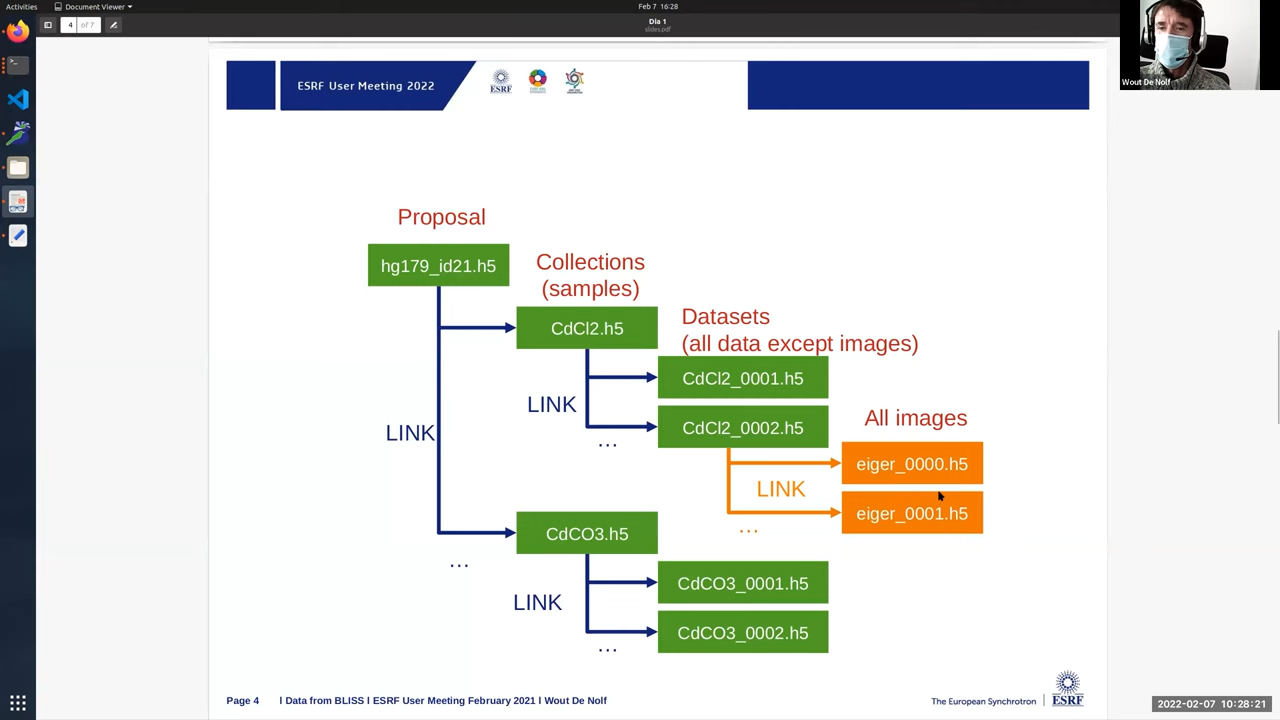 Activities
Document Viewer
Feb 7 16:28
4 of 7
Dia 1
slides.pdf
Wout De Nolf
ESRF User Meeting 2022
ESRF
Proposal
hg179_id21.h5
Collections
(samples)
CdCl2.h5
Datasets
(all data except images)
CdCl2_0001.h5
LINK
CdCl2_0002.h5
...
All images
LINK
eiger_0000.h5
LINK
eiger_0001.h5
...
CdCO3.h5
...
CdCO3_0001.h5
LINK
CdCO3_0002.h5
...
Page 4 l Data from BLISS l ESRF User Meeting February 2021 l Wout De Nolf
The European Synchrotron
ESRF
2022-02-07 10:28:21